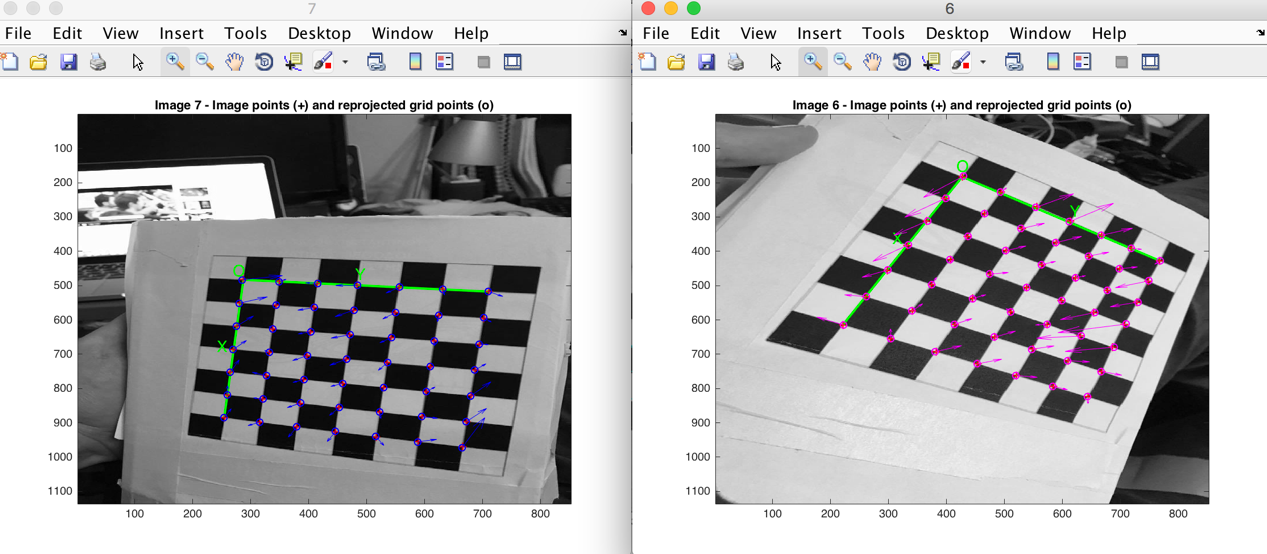 7
File Edit View Insert Tools Desktop Window Help
Image 7 - Image points (+) and reprojected grid points (o)
100
200
300
400
500
600
700
800
900
1000
1100
O
Y
X
100 200 300 400 500 600 700 800
6
File Edit View Insert Tools Desktop Window Help
Image 6 - Image points (+) and reprojected grid points (o)
100
200
300
400
500
600
700
800
900
1000
1100
O
Y
X
100 200 300 400 500 600 700 800